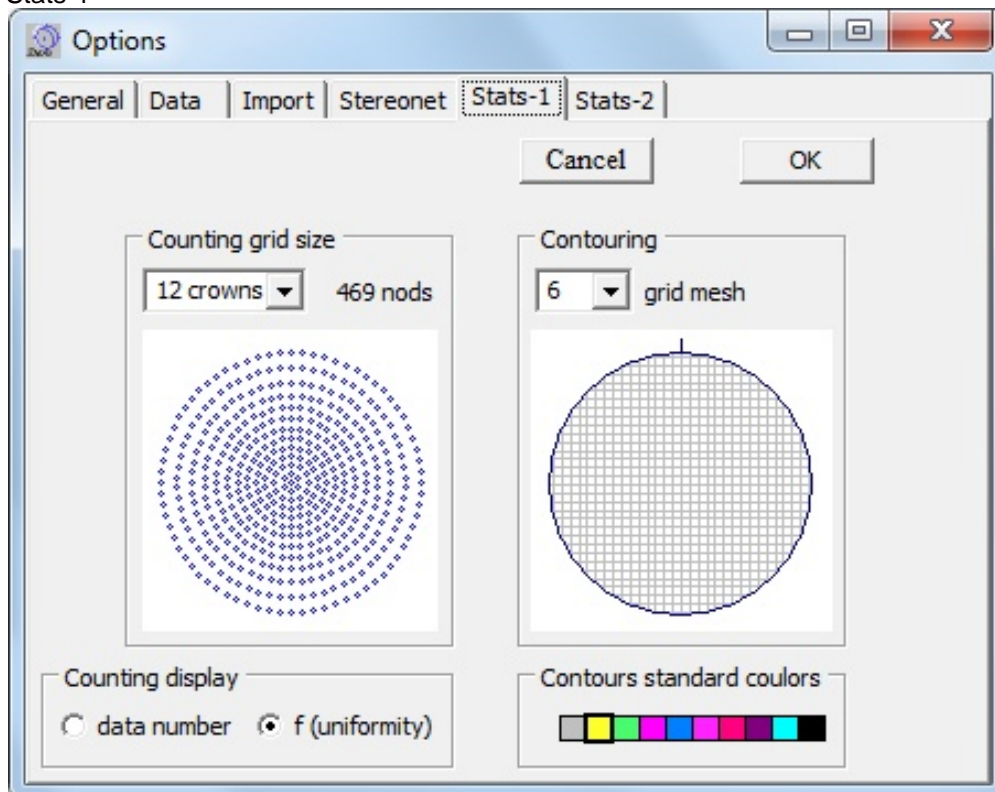 Stats-1
Options
General Data Import Stereonet Stats-1 Stats-2
Cancel OK
Counting grid size
12 crowns 469 nods
Contouring
6 grid mesh
Counting display
data number f (uniformity)
Contours standard coulors